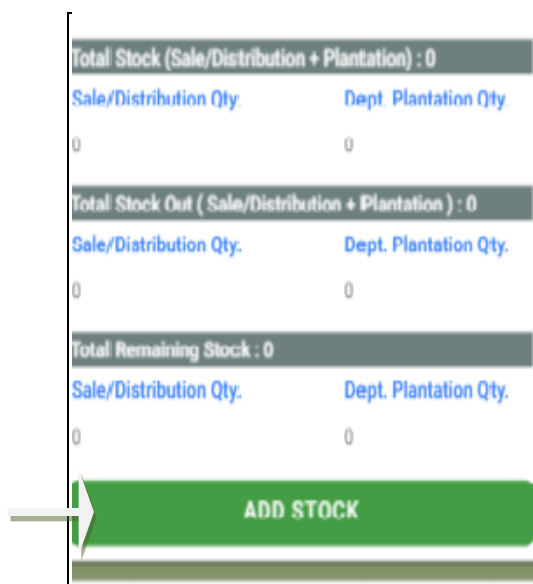 Total Stock (Sale/Distribution + Plantation) : 0
Sale/Distribution Qty. Dept. Plantation Qty.
0 0
Total Stock Out ( Sale/Distribution + Plantation ) : 0
Sale/Distribution Qty. Dept. Plantation Qty.
0 0
Total Remaining Stock : 0
Sale/Distribution Qty. Dept. Plantation Qty.
0 0
ADD STOCK